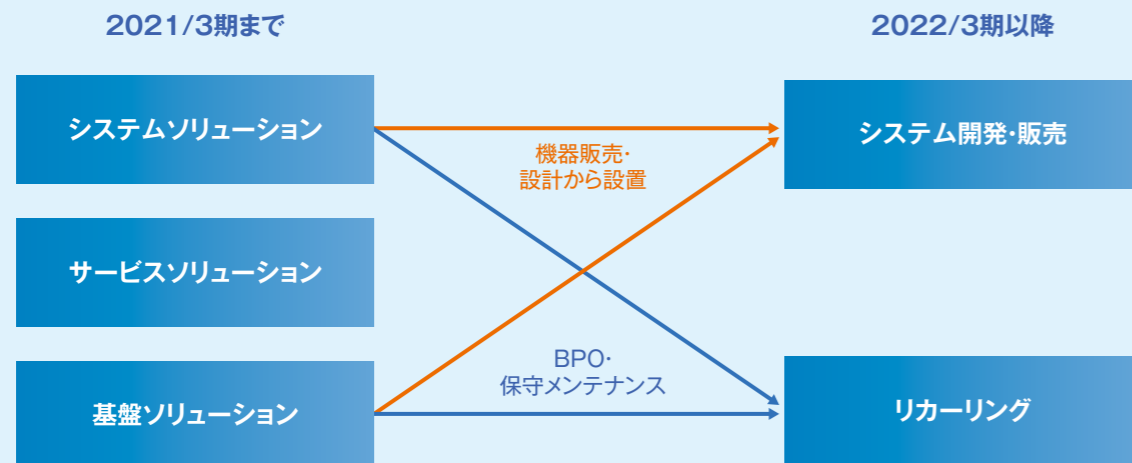 2021/3期まで
2022/3期以降
システムソリューション
システム開発・販売
機器販売・
設計から設置
サービスソリューション
BPO・
保守メンテナンス
基盤ソリューション
リカーリング